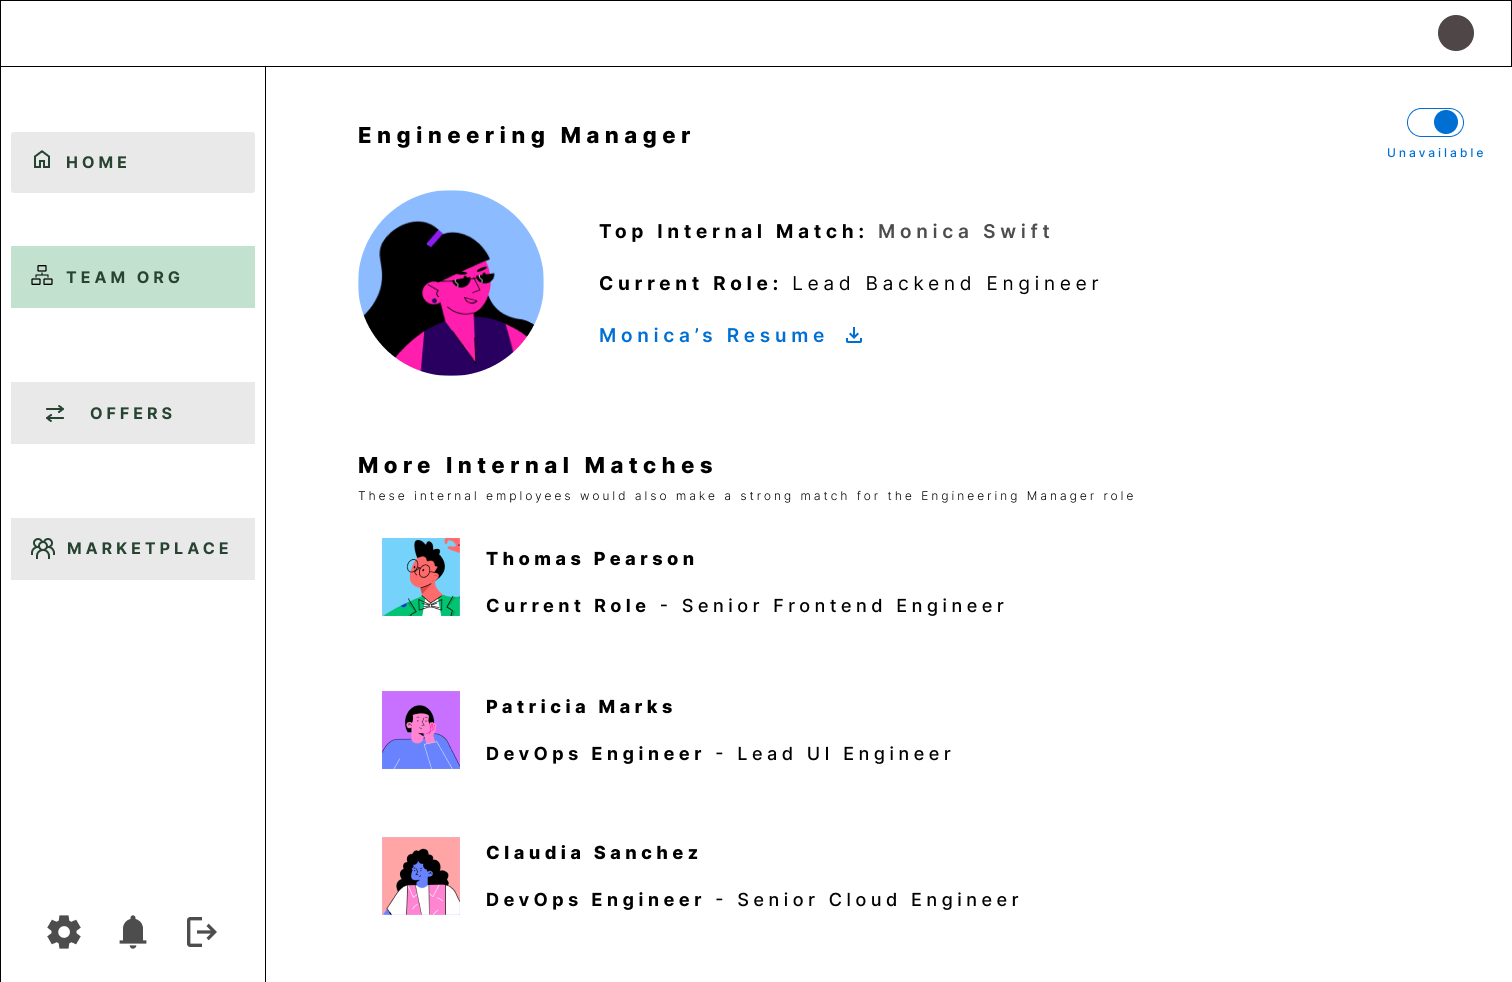 HOME
TEAM ORG
OFFERS
MARKETPLACE
Engineering Manager
Unavailable
Top Internal Match: Monica Swift
Current Role: Lead Backend Engineer
Monica’s Resume
More Internal Matches
These internal employees would also make a strong match for the Engineering Manager role
Thomas Pearson
Current Role - Senior Frontend Engineer
Patricia Marks
DevOps Engineer - Lead UI Engineer
Claudia Sanchez
DevOps Engineer - Senior Cloud Engineer